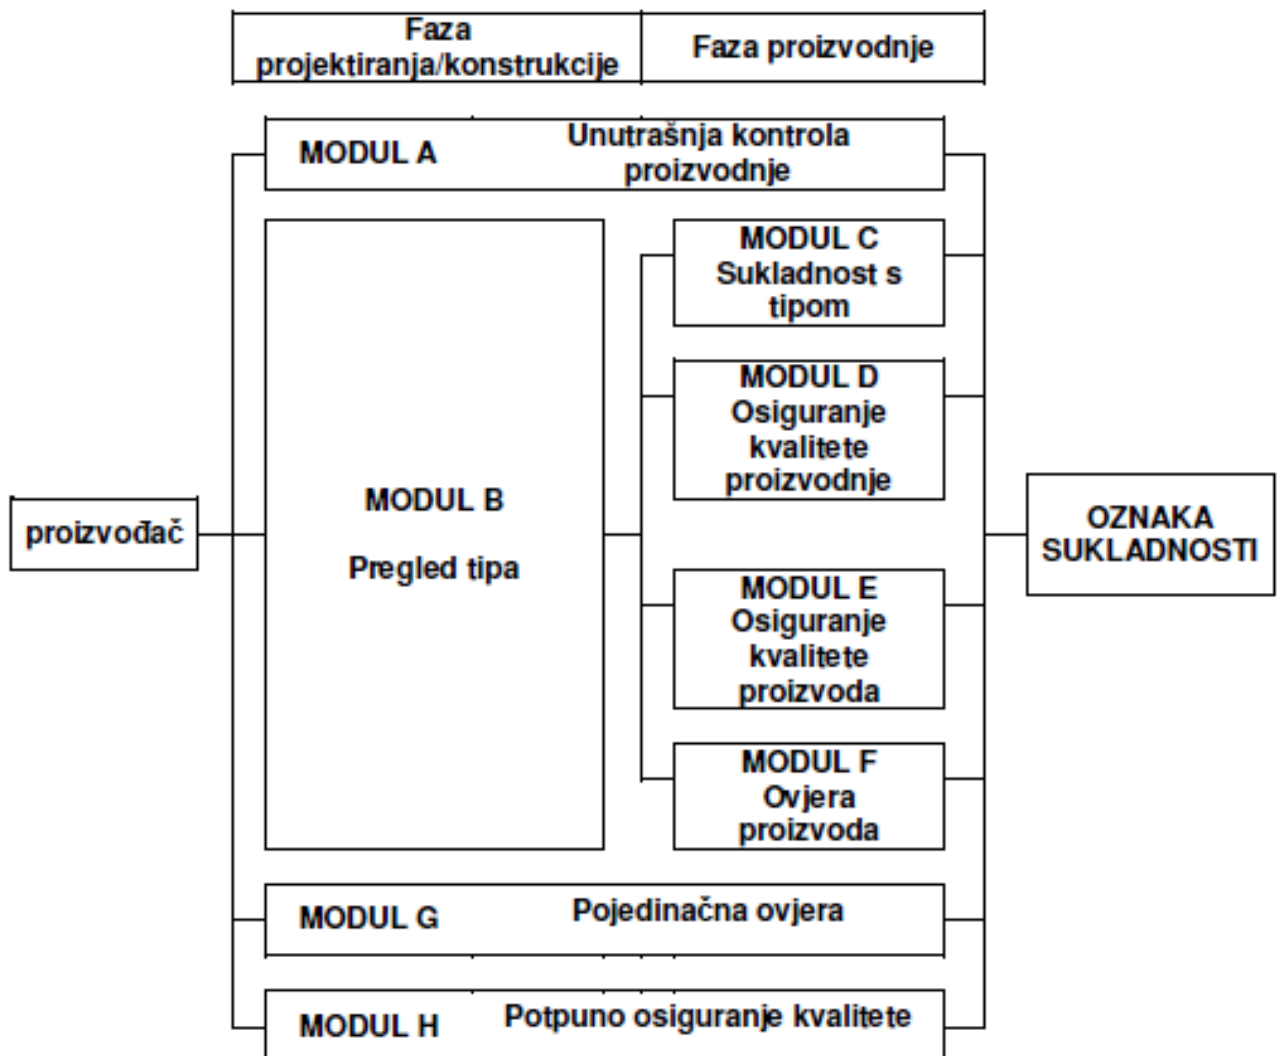 Faza
projektiranja/konstrukcije
Faza proizvodnje
MODUL A
Unutrašnja kontrola
proizvodnje
MODUL B
Pregled tipa
MODUL C
Sukladnost s
tipom
MODUL D
Osiguranje
kvalitete
proizvodnje
MODUL E
Osiguranje
kvalitete
proizvoda
MODUL F
Ovjera
proizvoda
proizvođač
OZNAKA
SUKLADNOSTI
MODUL G
Pojedinačna ovjera
MODUL H
Potpuno osiguranje kvalitete